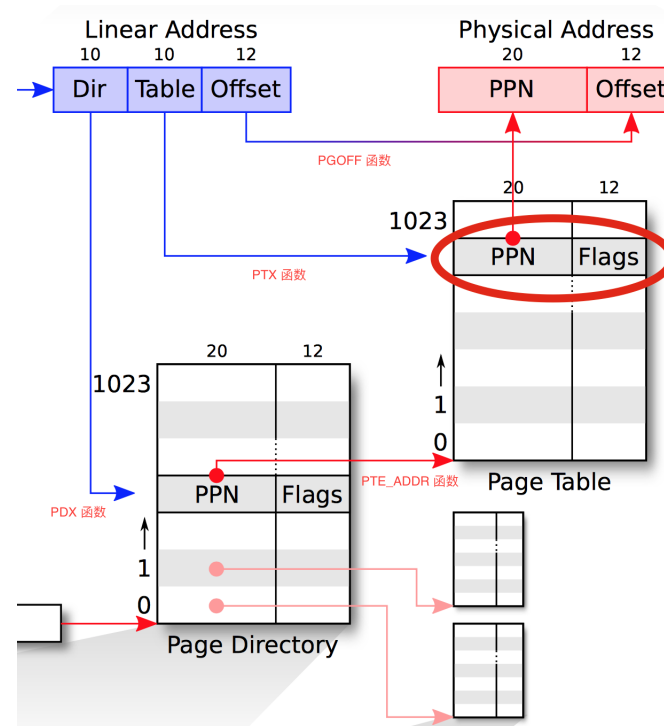 Linear Address
Physical Address
10 10 12
20 12
Dir Table Offset
PPN Offset
PGOFF 函数
20 12
1023
PPN Flags
PTX 函数
20 12
1023
1
0
PTE_ADDR 函数
Page Table
PPN Flags
PDX 函数
1
0
Page Directory